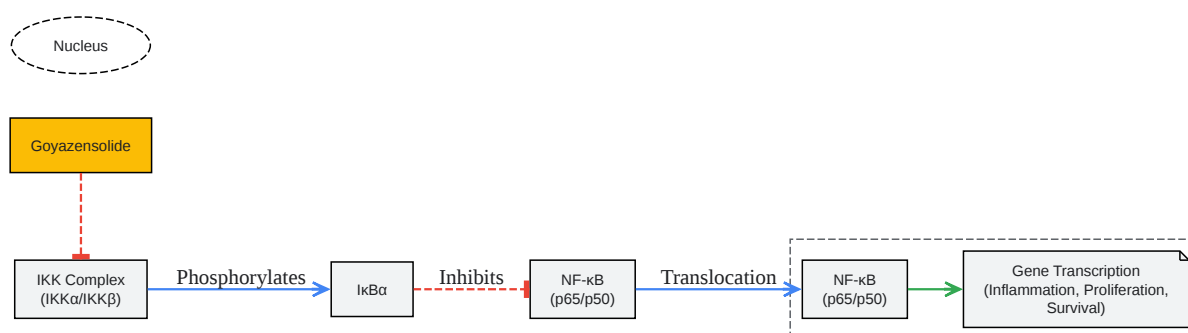 Nucleus
Goyazensolide
IKK Complex
(IKKα/IKKβ)
Phosphorylates
IκBα
Inhibits
NF-κB
(p65/p50)
Translocation
NF-κB
(p65/p50)
Gene Transcription
(Inflammation, Proliferation,
Survival)